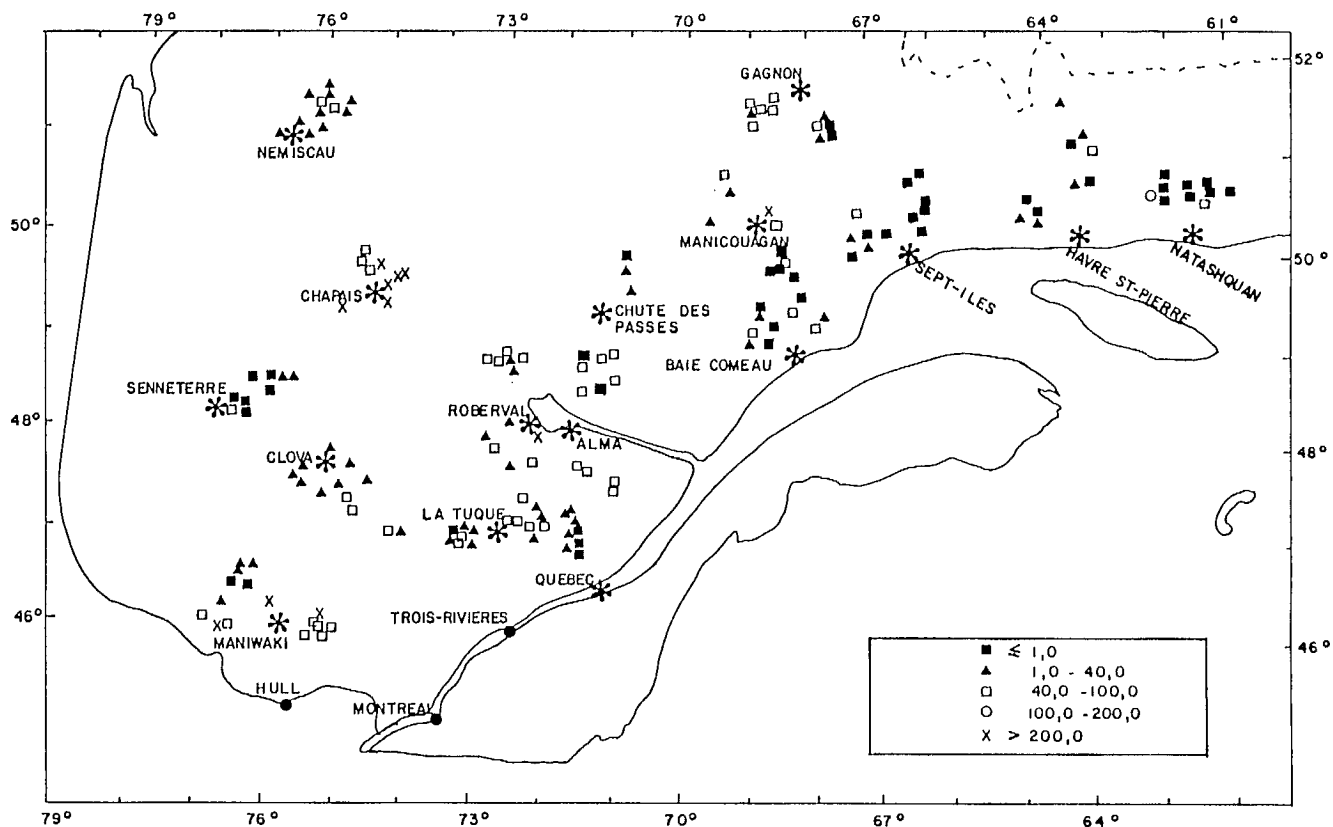 79° 76° 73° 70° 67° 64° 61°
52°
GAGNON
NEMISCAU
50°
MANICOUAGAN
50°
SEPT-ILES
HAVRE ST-PIERRE
NATASHQUAN
CHAPAIS
CHUTE DES
PASSES
BAIE COMEAU
SENNETERRE
48°
ROBERVAL
ALMA
48°
CLOVA
LA TUQUE
QUEBEC
46°
TROIS-RIVIERES
MANIWAKI
46°
HULL
MONTREAL
≤ 1,0
1,0 - 40,0
40,0 -100,0
100,0 -200,0
X > 200,0
79° 76° 73° 70° 67° 64°